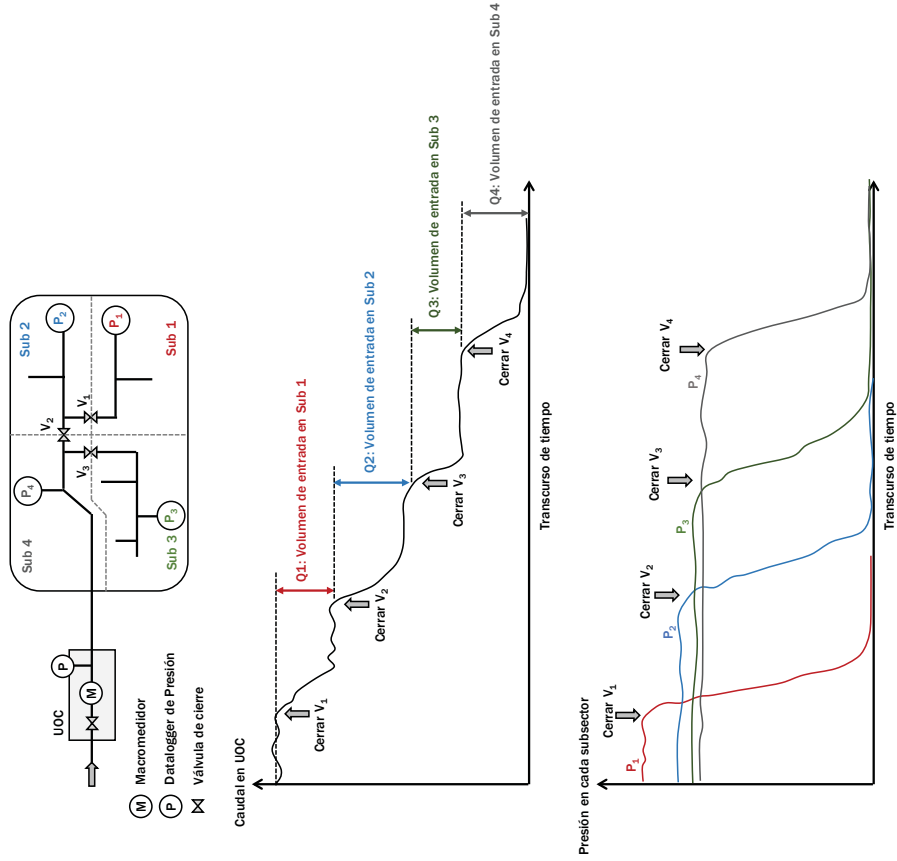 UOC
P
M
Sub 4
P₄
Sub 2
P₂
V₂
V₁
V₃
P₁
Sub 1
Sub 3
P₃
M Macromedidor
P Datalogger de Presión
Válvula de cierre
Caudal en UOC
Q1: Volumen de entrada en Sub 1
Q2: Volumen de entrada en Sub 2
Q3: Volumen de entrada en Sub 3
Q4: Volumen de entrada en Sub 4
Cerrar V₁
Cerrar V₂
Cerrar V₃
Cerrar V₄
Transcurso de tiempo
Presión en cada subsector
Cerrar V₁
Cerrar V₂
Cerrar V₃
Cerrar V₄
P₁
P₂
P₃
P₄
Transcurso de tiempo